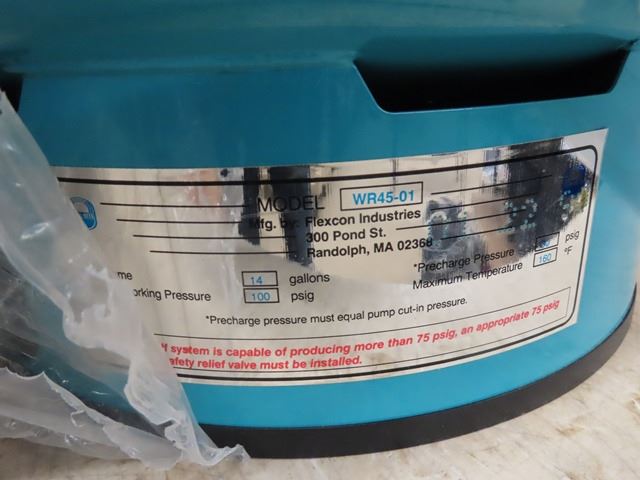 MODEL WR45-01
Mfg. by: Flexcon Industries
300 Pond St.
Randolph, MA 02368
me 14 gallons
orking Pressure 100 psig
*Precharge Pressure psig
Maximum Temperature 160 °F
*Precharge pressure must equal pump cut-in pressure.
If system is capable of producing more than 75 psig, an appropriate 75 psig
afety relief valve must be installed.